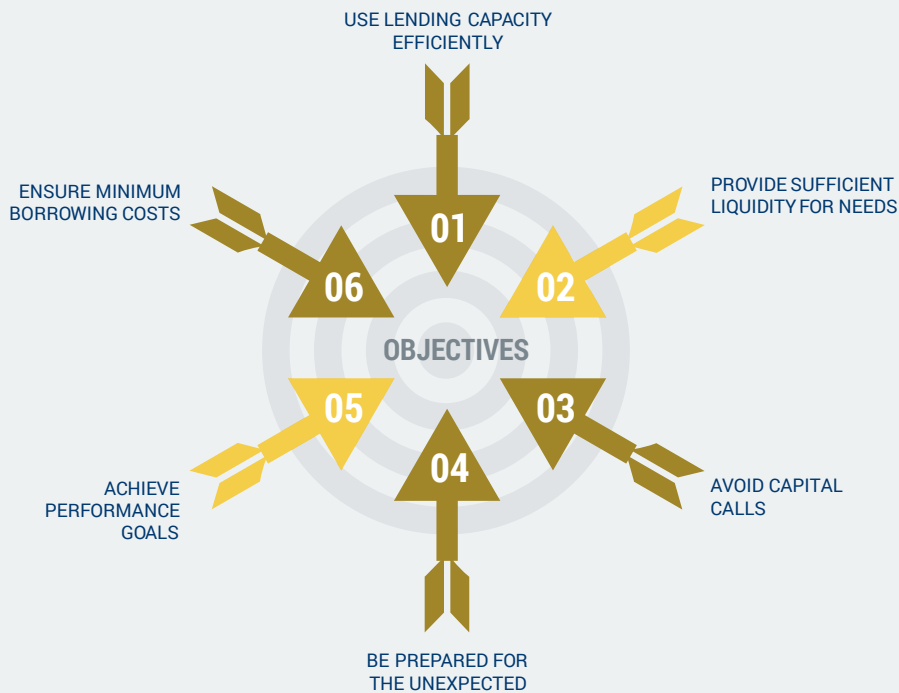 USE LENDING CAPACITY
EFFICIENTLY
01
PROVIDE SUFFICIENT
LIQUIDITY FOR NEEDS
02
03
AVOID CAPITAL
CALLS
04
BE PREPARED FOR
THE UNEXPECTED
05
ACHIEVE
PERFORMANCE
GOALS
06
ENSURE MINIMUM
BORROWING COSTS
OBJECTIVES